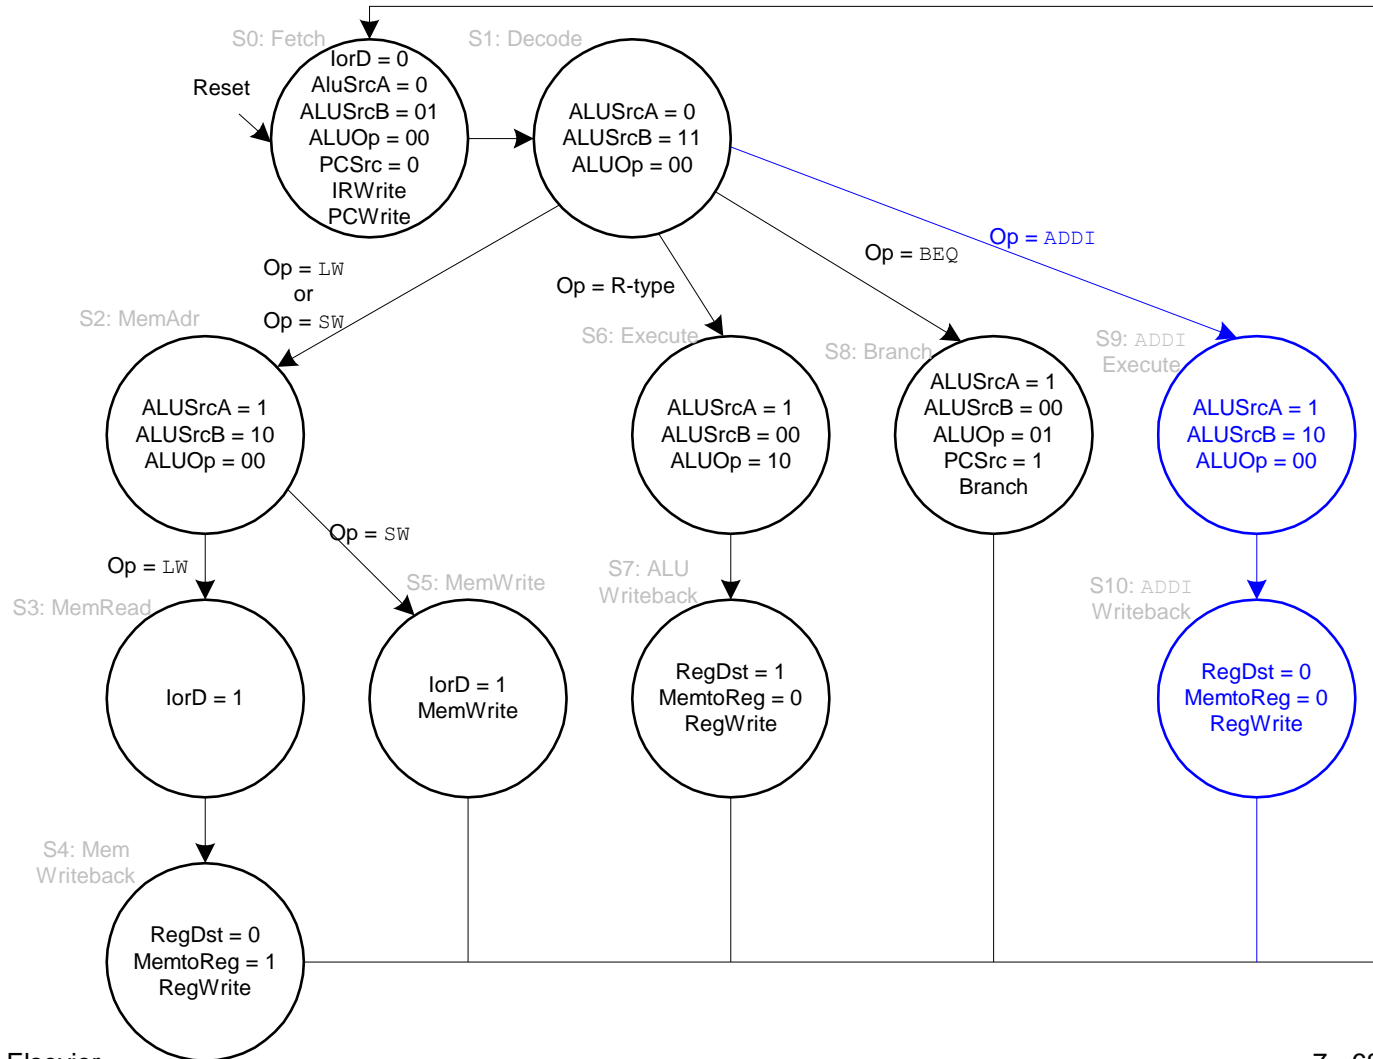 S0: Fetch
S1: Decode
Reset
IorD = 0
AluSrcA = 0
ALUSrcB = 01
ALUOp = 00
PCSrc = 0
IRWrite
PCWrite
ALUSrcA = 0
ALUSrcB = 11
ALUOp = 00
Op = LW
or
Op = SW
Op = R-type
Op = BEQ
Op = ADDI
S2: MemAdr
ALUSrcA = 1
ALUSrcB = 10
ALUOp = 00
S6: Execute
ALUSrcA = 1
ALUSrcB = 00
ALUOp = 10
S8: Branch
ALUSrcA = 1
ALUSrcB = 00
ALUOp = 01
PCSrc = 1
Branch
S9: ADDI
Execute
ALUSrcA = 1
ALUSrcB = 10
ALUOp = 00
Op = LW
Op = SW
S3: MemRead
IorD = 1
S5: MemWrite
IorD = 1
MemWrite
S7: ALU
Writeback
RegDst = 1
MemtoReg = 0
RegWrite
S10: ADDI
Writeback
RegDst = 0
MemtoReg = 0
RegWrite
S4: Mem
Writeback
RegDst = 0
MemtoReg = 1
RegWrite